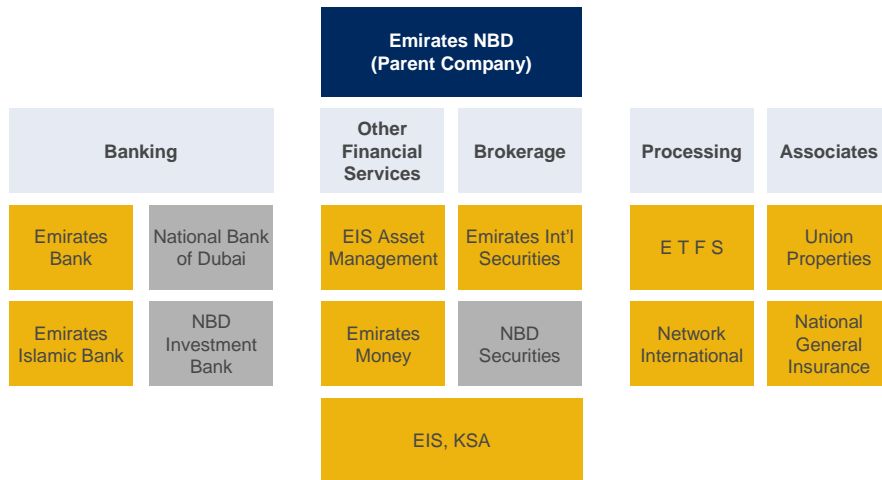 Emirates NBD
(Parent Company)
Banking
Other
Financial
Services
Brokerage
Processing
Associates
Emirates
Bank
National Bank
of Dubai
EIS Asset
Management
Emirates Int'l
Securities
E T F S
Union
Properties
Emirates
Islamic Bank
NBD
Investment
Bank
Emirates
Money
NBD
Securities
Network
International
National
General
Insurance
EIS, KSA